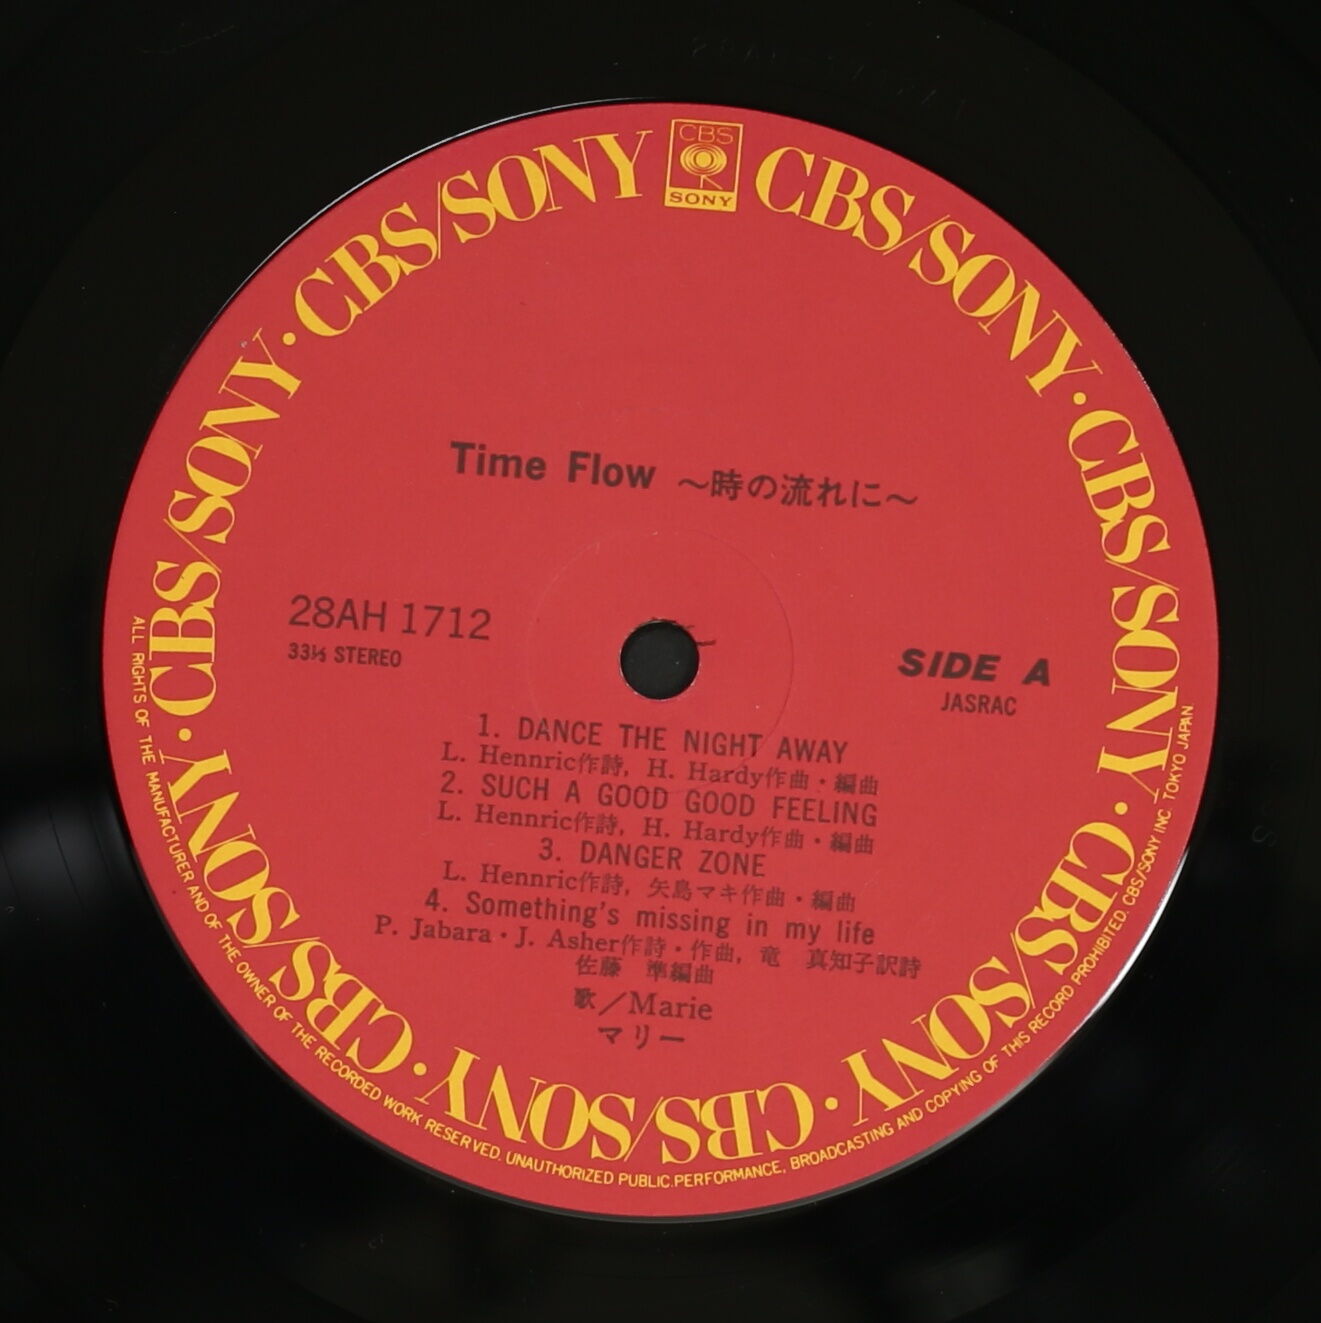 CBS
SONY
CBS/SONY · CBS/SONY · CBS/SONY · CBS/SONY · CBS/SONY · CBS/SONY · CBS/SONY · CBS/SONY
Time Flow ～時の流れに～
28AH 1712
33⅓ STEREO
SIDE A
JASRAC
1. DANCE THE NIGHT AWAY
L. Hennric作詩, H. Hardy作曲・編曲
2. SUCH A GOOD GOOD FEELING
L. Hennric作詩, H. Hardy作曲・編曲
3. DANGER ZONE
L. Hennric作詩, 矢島マキ作曲・編曲
4. Something's missing in my life
P. Jabara・J. Asher作詩・作曲, 竜 真知子訳詩
佐藤 準編曲
歌／Marie
マリー
ALL RIGHTS OF THE MANUFACTURER AND OF THE OWNER OF THE RECORDED WORK RESERVED. UNAUTHORIZED PUBLIC.PERFORMANCE, BROADCASTING AND COPYING OF THIS RECORD PROHIBITED. CBS/SONY INC. TOKYO JAPAN.